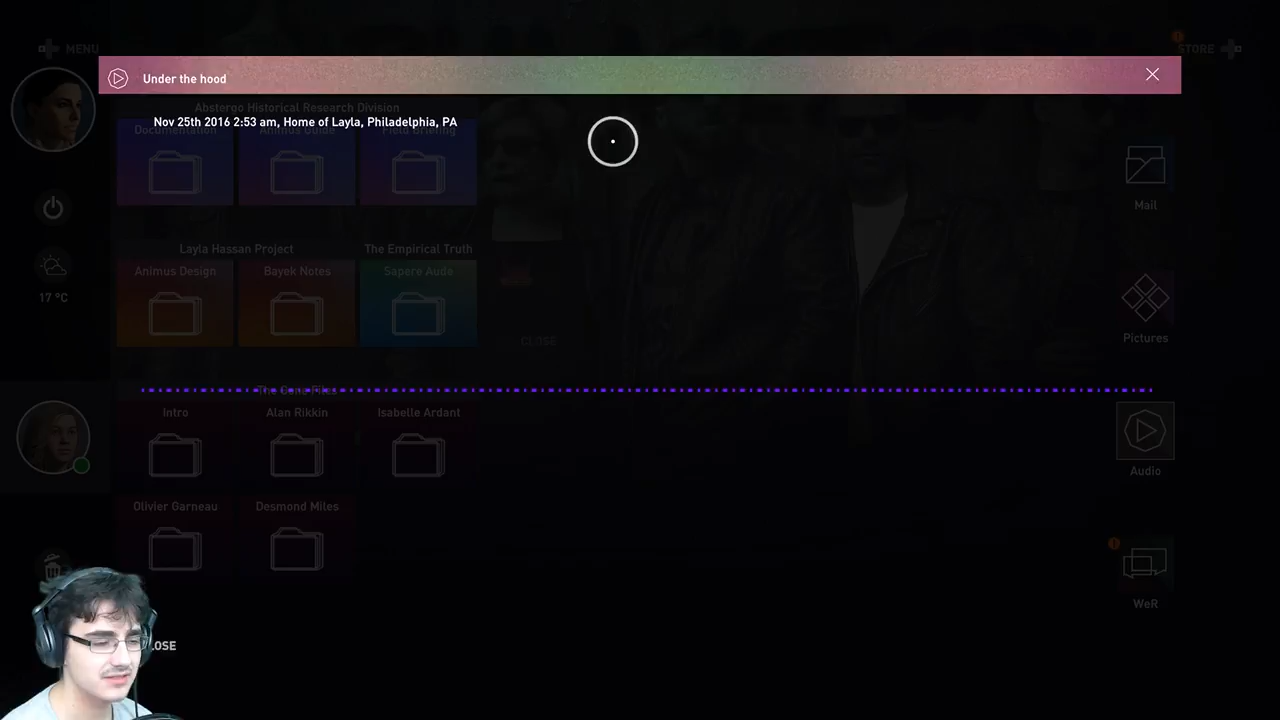 MENU
STORE
Under the hood
Abstergo Historical Research Division
Nov 25th 2016 2:53 am, Home of Layla, Philadelphia, PA
Documentation
Animus Guide
Field Briefing
Mail
Layla Hassan Project
The Empirical Truth
Animus Design
Bayek Notes
Sapere Aude
17 °C
CLOSE
Pictures
The Gone Files
Intro
Alan Rikkin
Isabelle Ardant
Audio
Olivier Garneau
Desmond Miles
WeR
LOSE